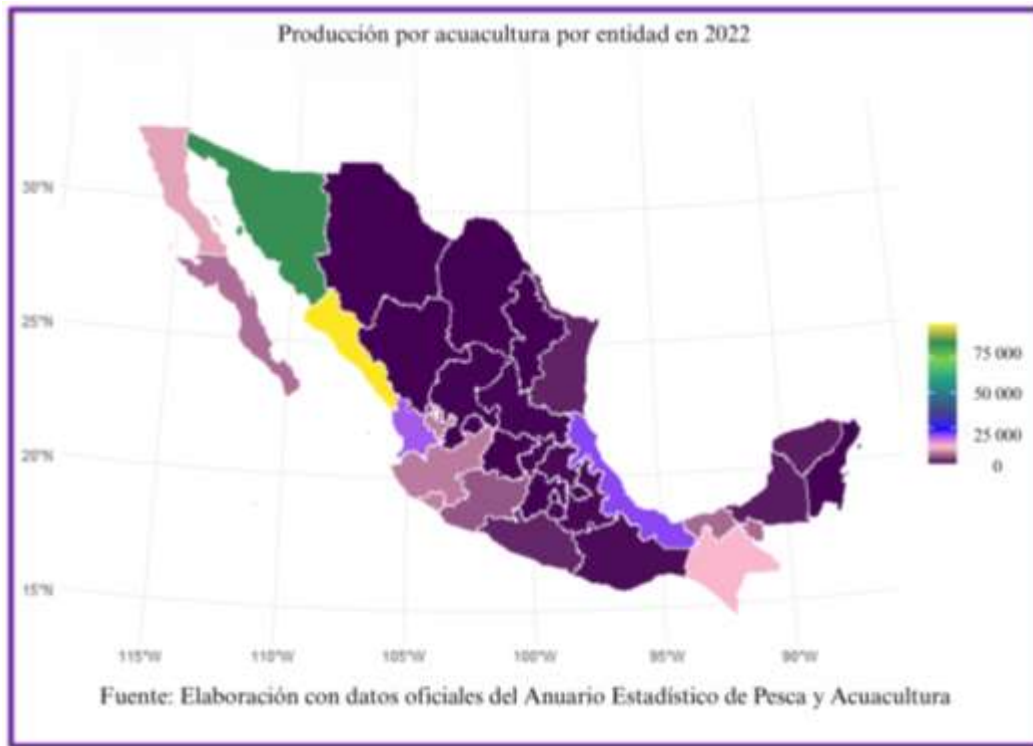 Producción por acuacultura por entidad en 2022
30°N
25°N
20°N
15°N
75 000
50 000
25 000
0
115°W
110°W
105°W
100°W
95°W
90°W
Fuente: Elaboración con datos oficiales del Anuario Estadístico de Pesca y Acuacultura